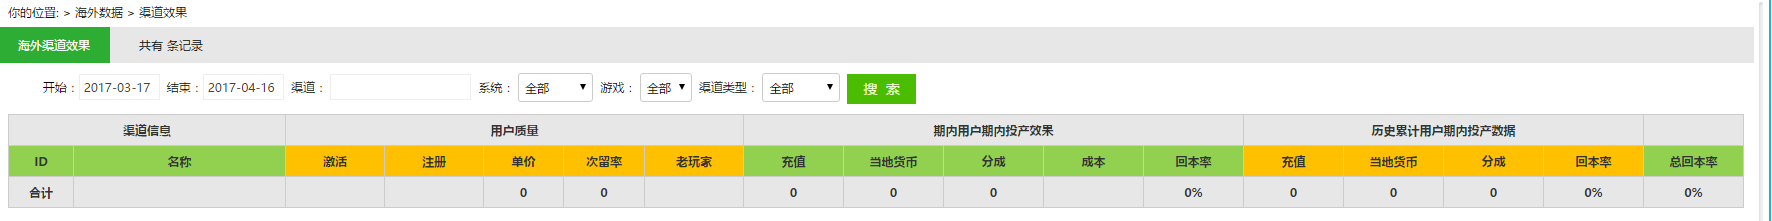 你的位置: > 海外数据 > 渠道效果
海外渠道效果 共有 条记录
开始： 2017-03-17 结束： 2017-04-16 渠道： 系统： 全部 游戏： 全部 渠道类型： 全部 搜 索
渠道信息 用户质量 期内用户期内投产效果 历史累计用户期内投产数据
ID 名称 激活 注册 单价 次留率 老玩家 充值 当地货币 分成 成本 回本率 充值 当地货币 分成 回本率 总回本率
合计 0 0 0 0 0 0% 0 0 0 0% 0%